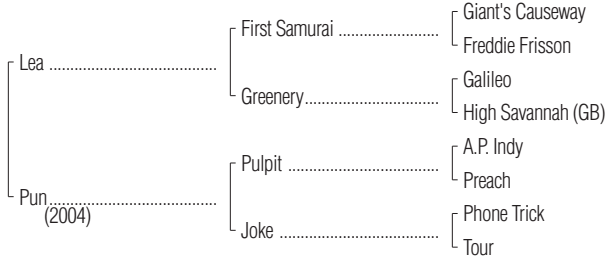 Giant's Causeway
First Samurai ........................
Freddie Frisson
Lea ........................................
Galileo
Greenery................................
High Savannah (GB)
A.P. Indy
Pulpit ....................................
Preach
Pun........................................
(2004)
Phone Trick
Joke ......................................
Tour